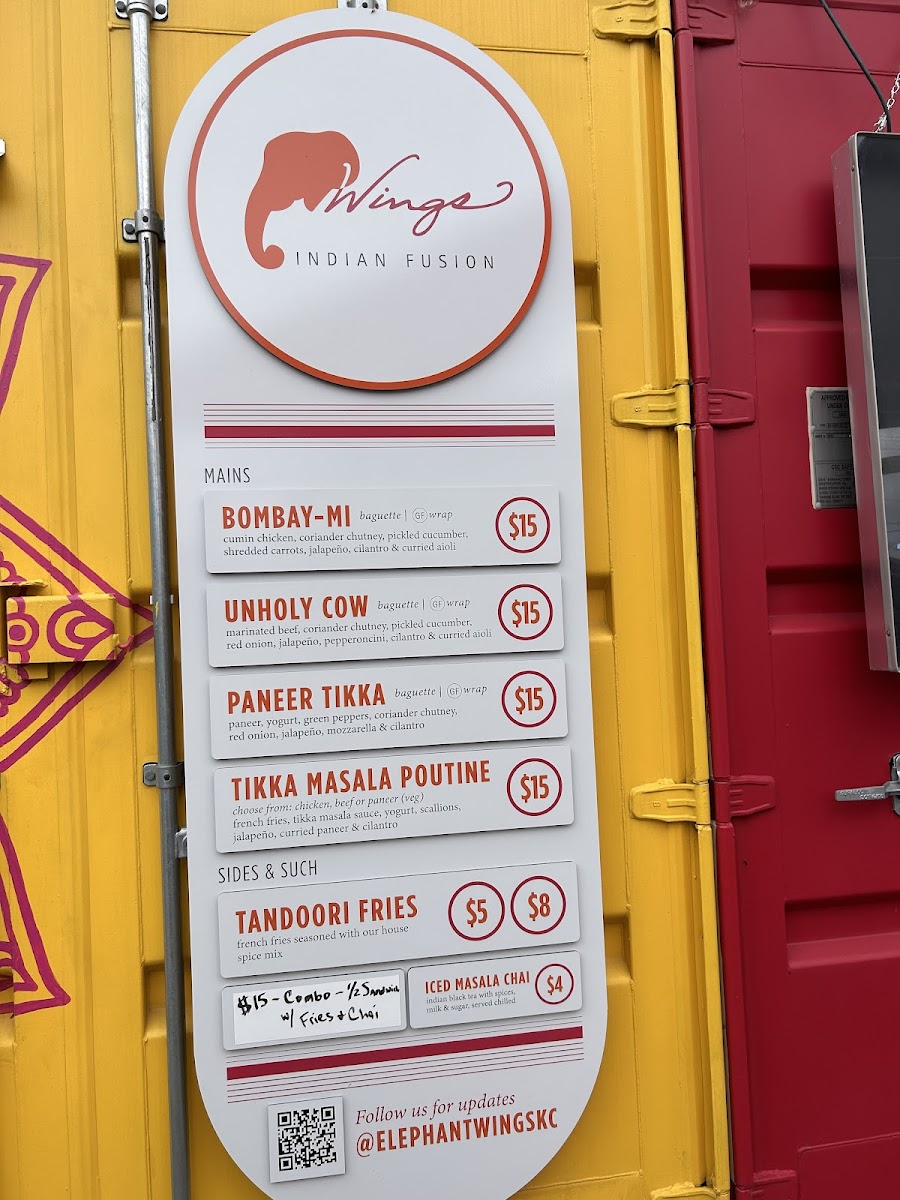 Wings
INDIAN FUSION
MAINS
BOMBAY-MI baguette | GF wrap
$15
cumin chicken, coriander chutney, pickled cucumber,
shredded carrots, jalapeño, cilantro & curried aioli
UNHOLY COW baguette | GF wrap
$15
marinated beef, coriander chutney, pickled cucumber,
red onion, jalapeño, pepperoncini, cilantro & curried aioli
PANEER TIKKA baguette | GF wrap
$15
paneer, yogurt, green peppers, coriander chutney,
red onion, jalapeño, mozzarella & cilantro
TIKKA MASALA POUTINE
$15
choose from: chicken, beef or paneer (veg)
french fries, tikka masala sauce, yogurt, scallions,
jalapeño, curried paneer & cilantro
SIDES & SUCH
TANDOORI FRIES
$5 $8
french fries seasoned with our house
spice mix
$15 - Combo - ½ Sandwich
w/ Fries & Chai
ICED MASALA CHAI
$4
indian black tea with spices,
milk & sugar, served chilled
Follow us for updates
@ELEPHANTWINGSKC
APPROVED
UNDER